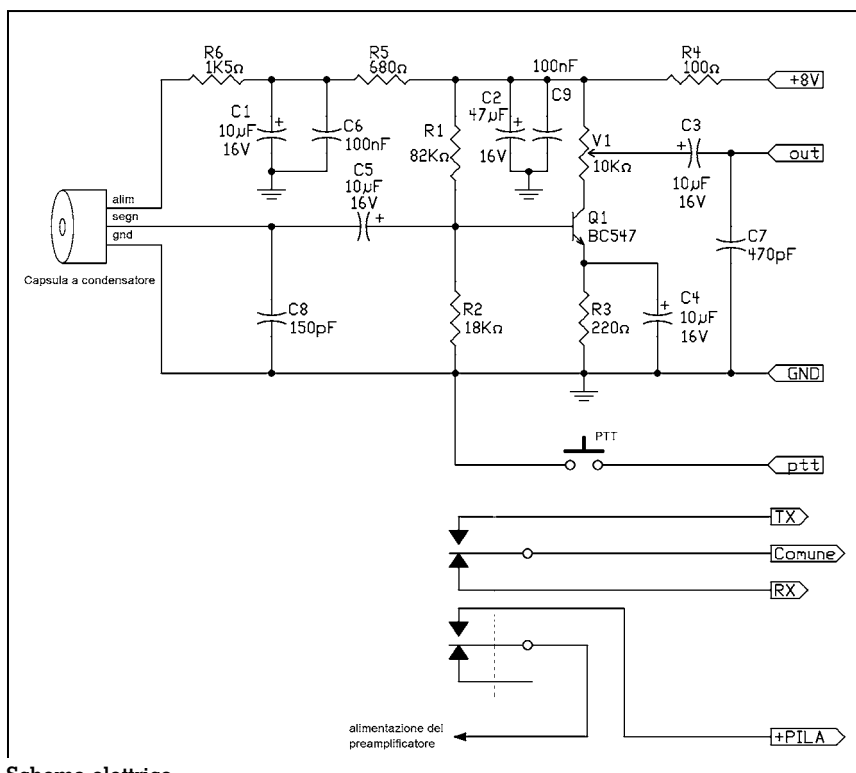 R6
1K5Ω
R5
680Ω
100nF
R4
100Ω
+8V
C1
10µF
16V
+
C6
100nF
R1
82KΩ
C2
47µF
16V
+
C9
V1
10KΩ
C3
+
10µF
16V
out
alim
segn
gnd
Capsula a condensatore
C5
10µF
16V
+
Q1
BC547
C7
470pF
C8
150pF
R2
18KΩ
R3
220Ω
+
C4
10µF
16V
GND
PTT
ptt
TX
Comune
RX
alimentazione del
preamplificatore
+PILA
Schema elettrico